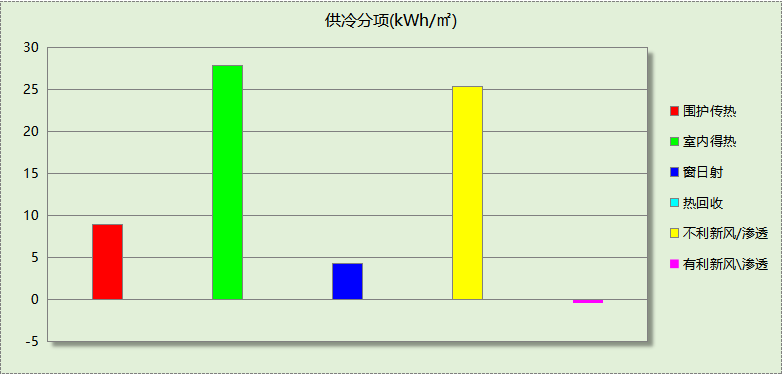 供冷分项(kWh/㎡)
30
25
20
15
10
5
0
-5
围护传热
室内得热
窗日射
热回收
不利新风/渗透
有利新风\渗透